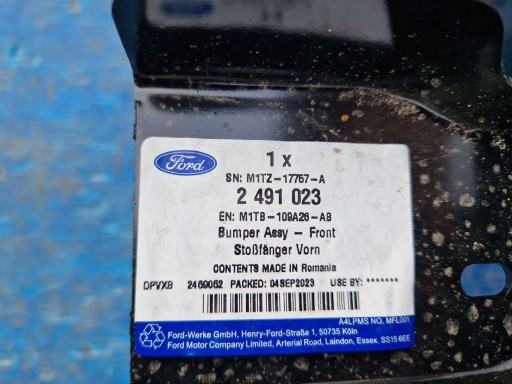 Ford
1 x
SN: M1TZ-17757-A
2 491 023
EN: M1TB-109A26-AB
Bumper Assy - Front
Stoßfänger Vorn
CONTENTS MADE IN Romania
DPVXB 2469052 PACKED: 04SEP2023 USE BY: *******
A4LPMS NO. MFL001
Ford-Werke GmbH, Henry-Ford-Straße 1, 50735 Köln
Ford Motor Company Limited, Arterial Road, Laindon, Essex. SS15 6EE